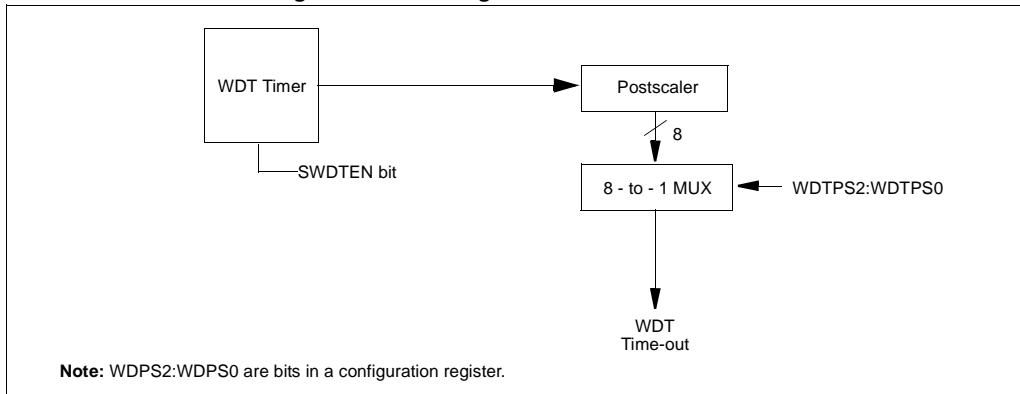 WDT Timer
Postscaler
8
SWDTEN bit
8 - to - 1 MUX
WDTPS2:WDTPS0
WDT
Time-out
Note: WDPS2:WDPS0 are bits in a configuration register.